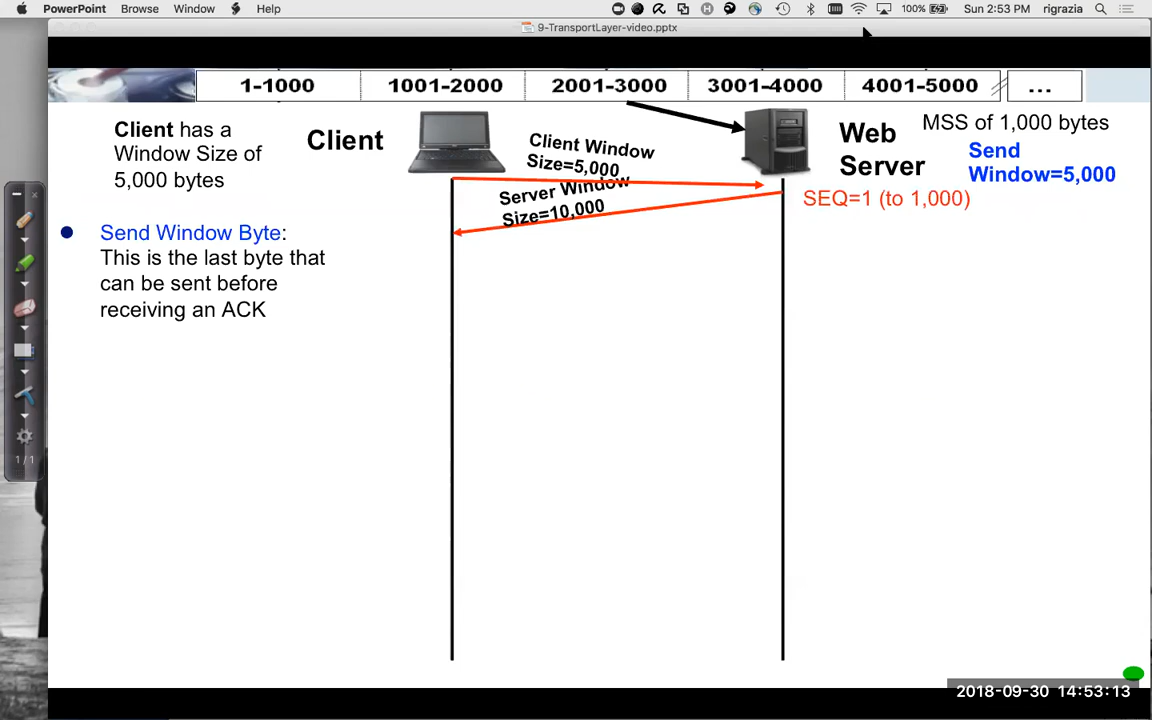 PowerPoint Browse Window Help 100% Sun 2:53 PM rigrazia
9-TransportLayer-video.pptx
1-1000 1001-2000 2001-3000 3001-4000 4001-5000 ...
Client has a
Window Size of
5,000 bytes
Client
Client Window
Size=5,000
Server Window
Size=10,000
Web
Server
MSS of 1,000 bytes
Send
Window=5,000
SEQ=1 (to 1,000)
Send Window Byte:
This is the last byte that
can be sent before
receiving an ACK
1 / 1
2018-09-30 14:53:13